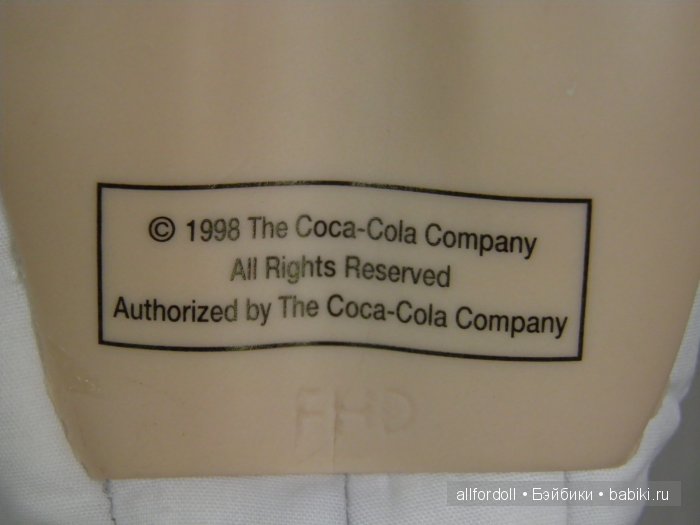 © 1998 The Coca-Cola Company
All Rights Reserved
Authorized by The Coca-Cola Company
allfordoll • Бэйбики • babiki.ru